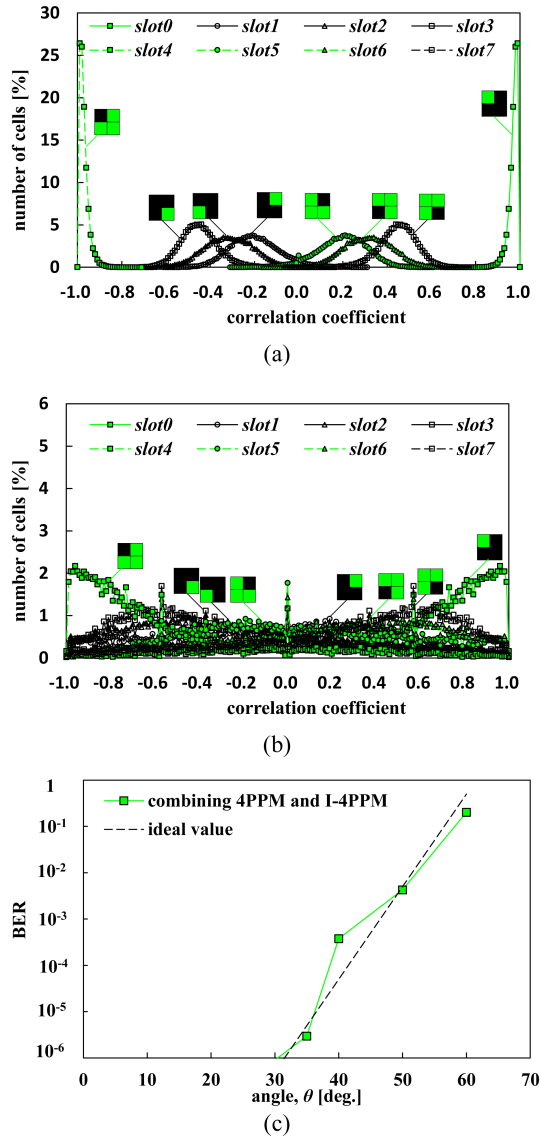 30
25
20
15
10
5
0
number of cells [%]
slot0 slot1 slot2 slot3
slot4 slot5 slot6 slot7
-1.0 -0.8 -0.6 -0.4 -0.2 0.0 0.2 0.4 0.6 0.8 1.0
correlation coefficient
(a)
6
5
4
3
2
1
0
number of cells [%]
slot0 slot1 slot2 slot3
slot4 slot5 slot6 slot7
-1.0 -0.8 -0.6 -0.4 -0.2 0.0 0.2 0.4 0.6 0.8 1.0
correlation coefficient
(b)
1
10-1
10-2
10-3
10-4
10-5
10-6
BER
combining 4PPM and I-4PPM
ideal value
0 10 20 30 40 50 60 70
angle, θ [deg.]
(c)